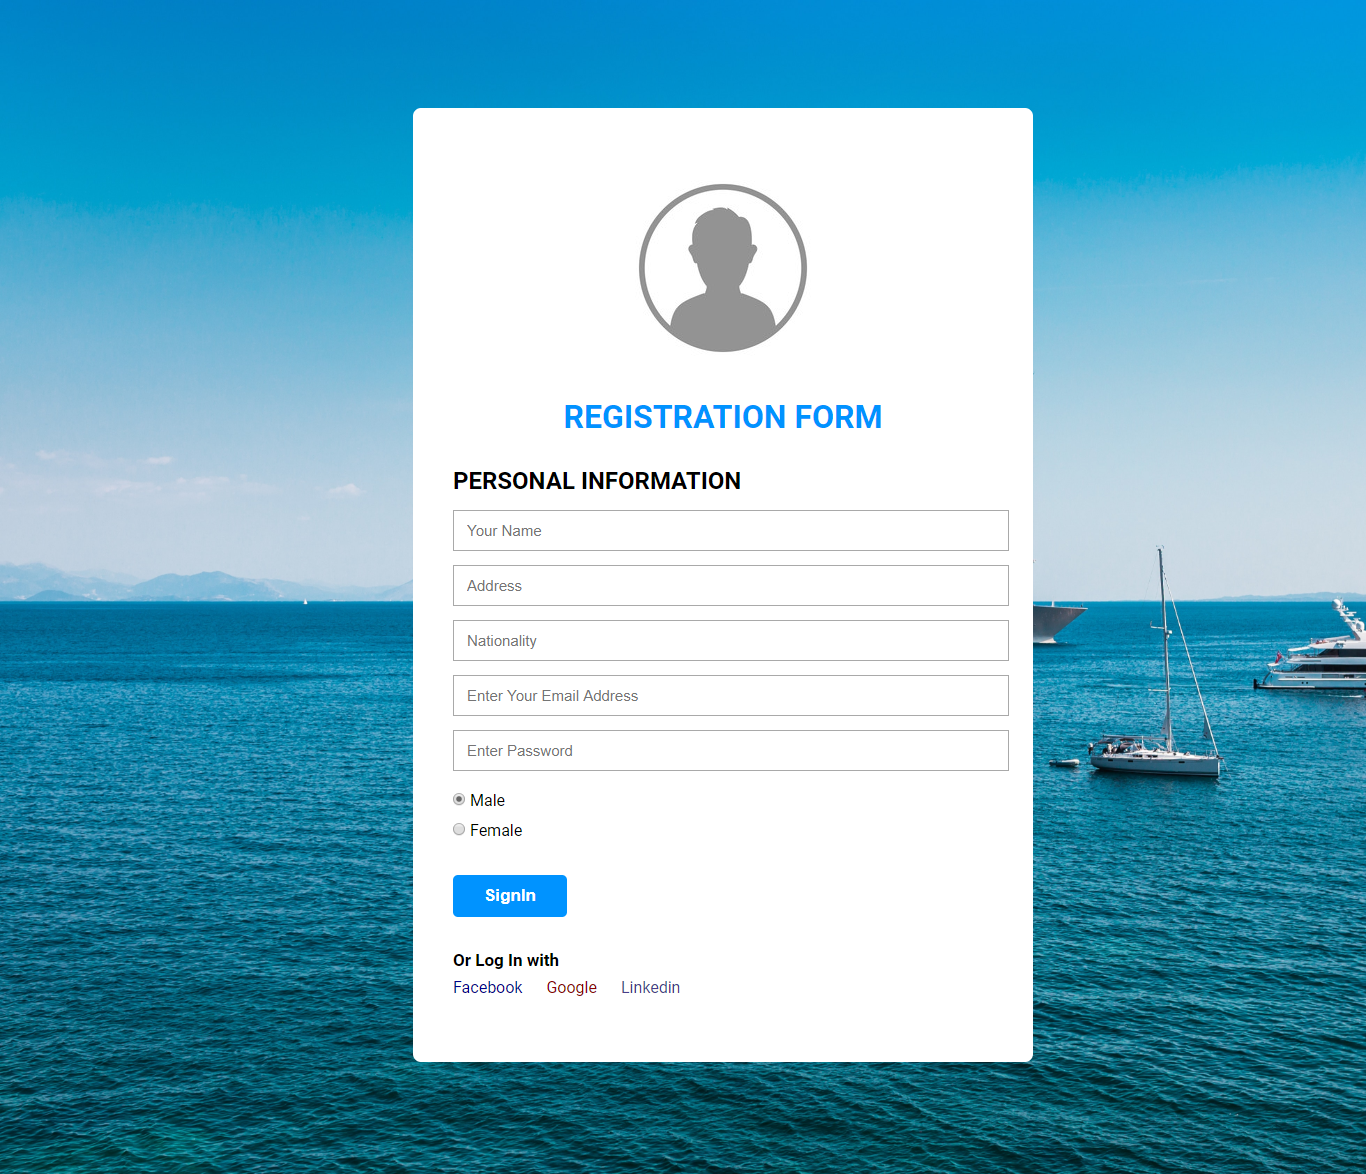 REGISTRATION FORM
PERSONAL INFORMATION
Your Name
Address
Nationality
Enter Your Email Address
Enter Password
Male
Female
SignIn
Or Log In with
Facebook Google Linkedin